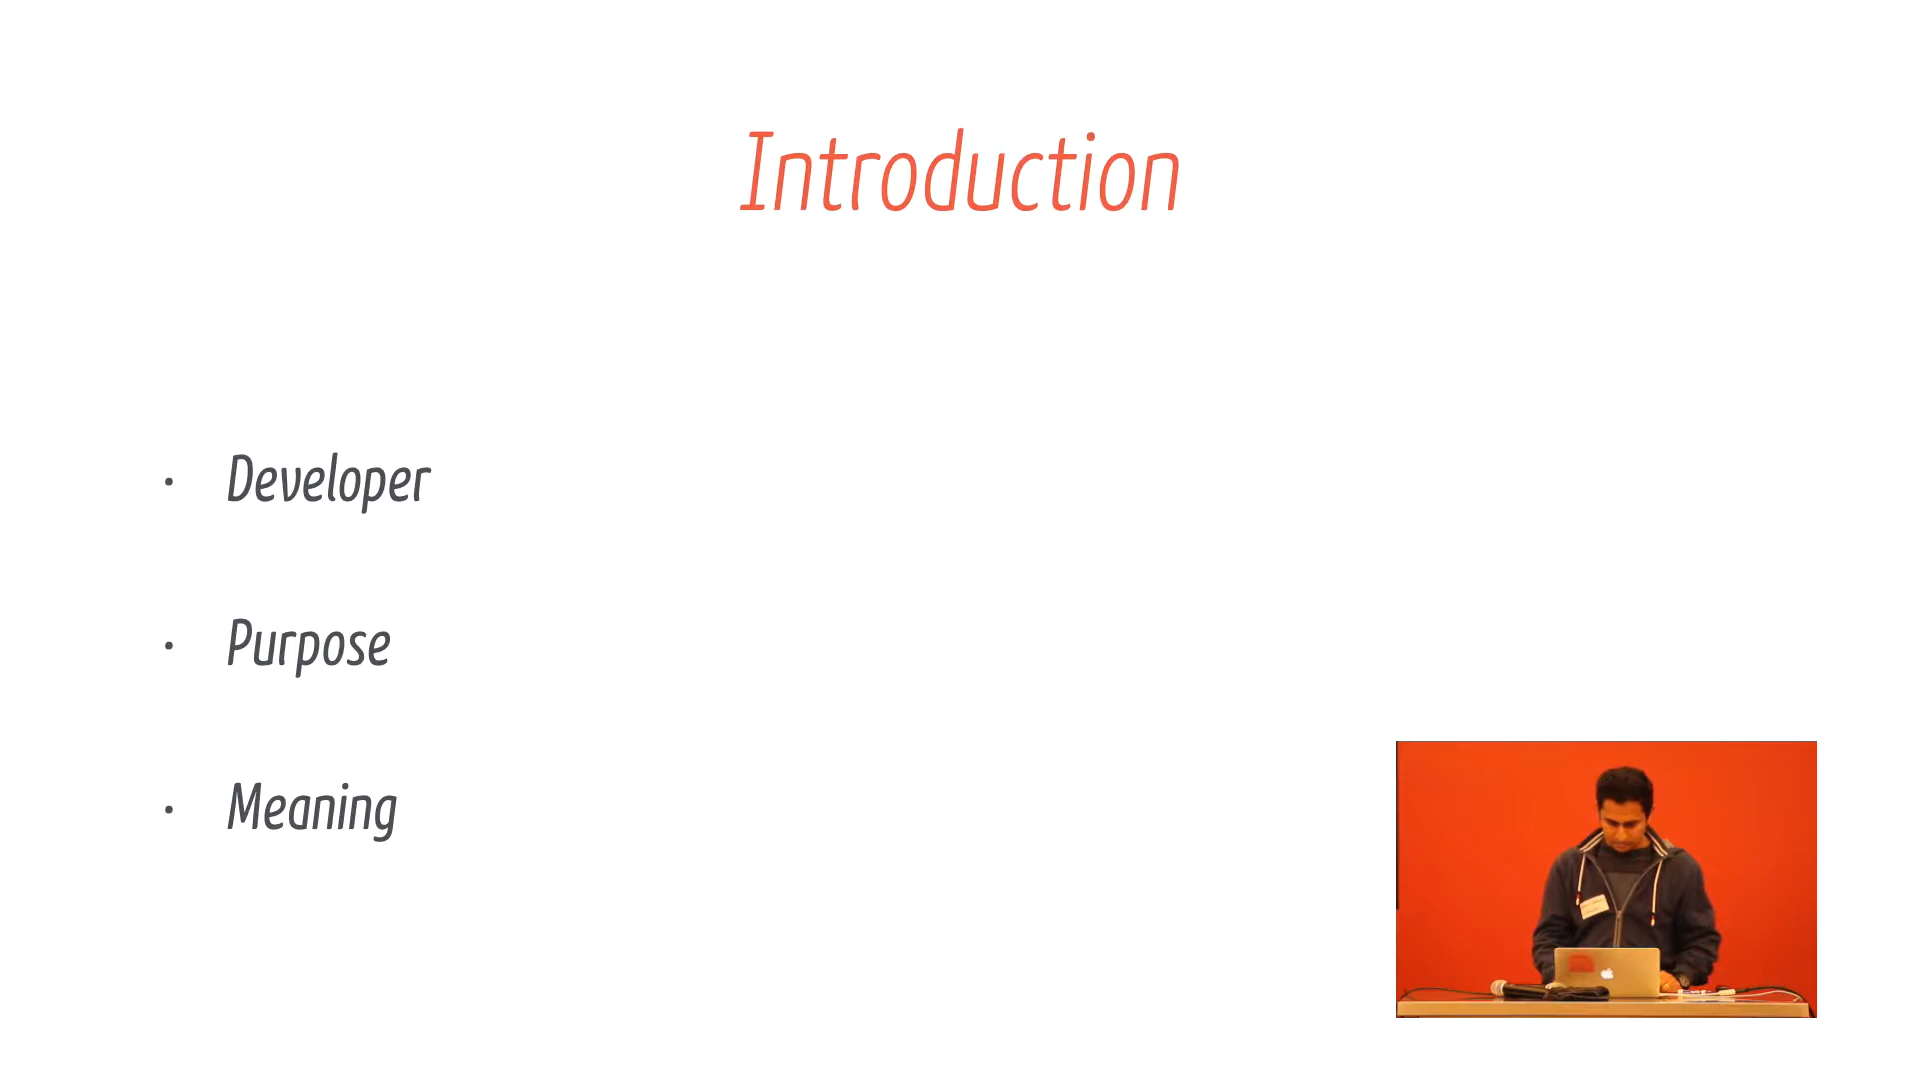 Introduction
• Developer
• Purpose
• Meaning